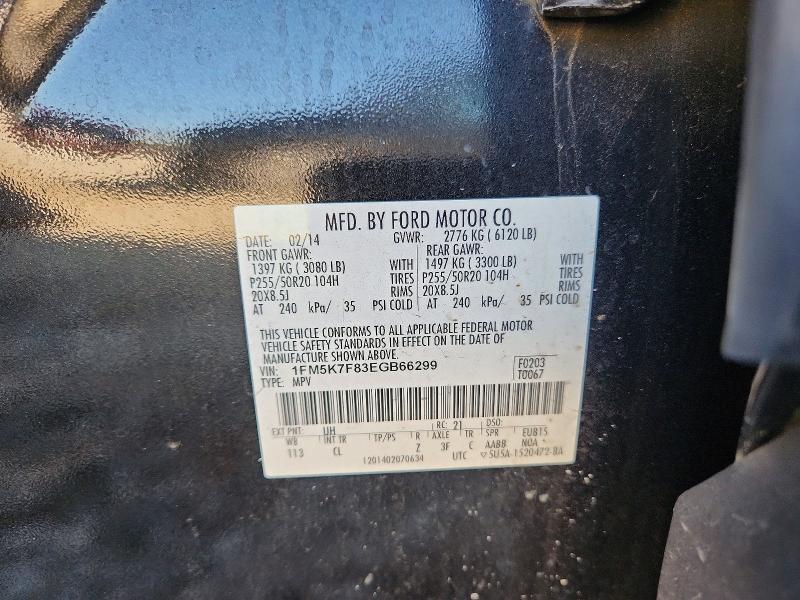 MFD. BY FORD MOTOR CO.
DATE: 02/14 GVWR: 2776 KG ( 6120 LB)
FRONT GAWR: REAR GAWR:
1397 KG ( 3080 LB) WITH 1497 KG ( 3300 LB) WITH
P255/50R20 104H TIRES P255/50R20 104H TIRES
20X8.5J RIMS 20X8.5J RIMS
AT 240 kPa/ 35 PSI COLD AT 240 kPa/ 35 PSI COLD
THIS VEHICLE CONFORMS TO ALL APPLICABLE FEDERAL MOTOR
VEHICLE SAFETY STANDARDS IN EFFECT ON THE DATE OF
MANUFACTURE SHOWN ABOVE.
VIN: 1FM5K7F83EGB66299 F0203
TYPE: MPV T0067
EXT PNT: UH RC: 21 DSO:
WB INT TR TP/PS R AXLE TR SPR EUB15
113 CL Z 3F C AABB NOA
1201402070634 UTC ▽5U5A-1520472-BA